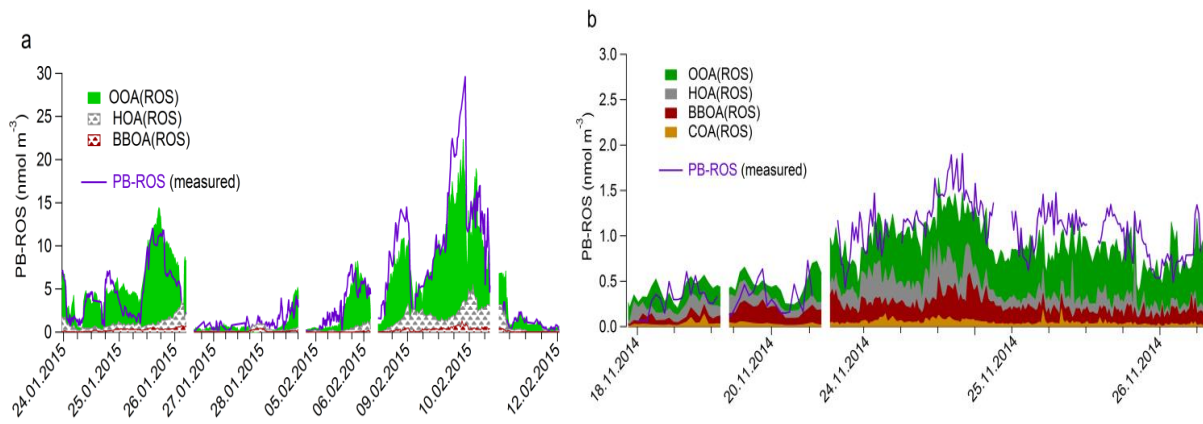 a
PB-ROS (nmol m⁻³)
30
25
20
15
10
5
0
OOA(ROS)
HOA(ROS)
BBOA(ROS)
PB-ROS (measured)
24.01.2015
25.01.2015
26.01.2015
27.01.2015
28.01.2015
05.02.2015
06.02.2015
09.02.2015
10.02.2015
12.02.2015
b
PB-ROS (nmol m⁻³)
3.0
2.5
2.0
1.5
1.0
0.5
0.0
OOA(ROS)
HOA(ROS)
BBOA(ROS)
COA(ROS)
PB-ROS (measured)
18.11.2014
20.11.2014
24.11.2014
25.11.2014
26.11.2014